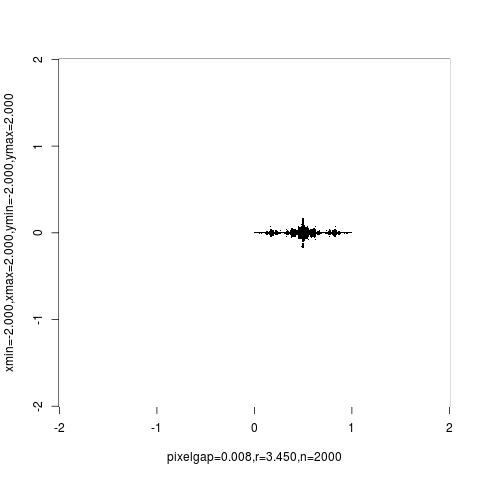 2
1
0
-1
-2
xmin=-2.000,xmax=2.000,ymin=-2.000,ymax=2.000
-2 -1 0 1 2
pixelgap=0.008,r=3.450,n=2000